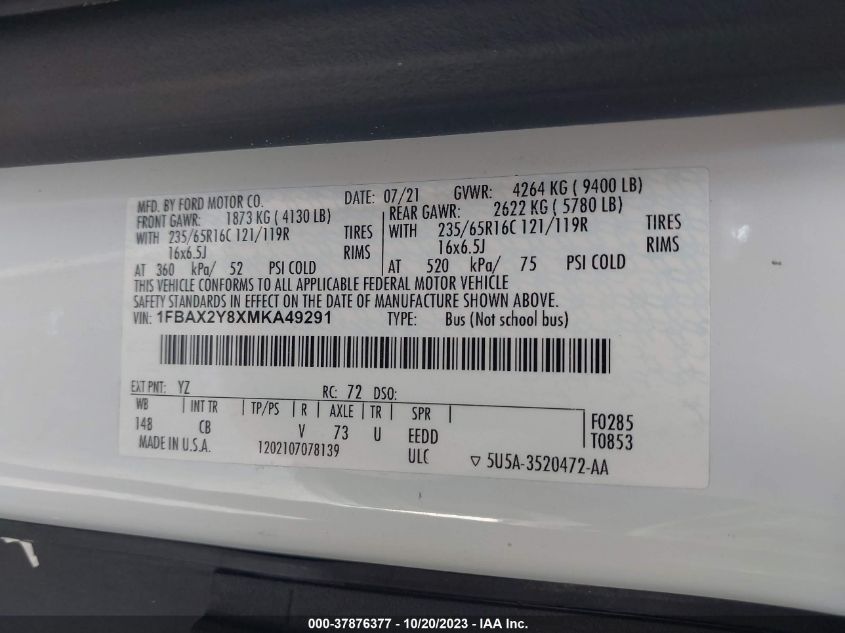 MFD. BY FORD MOTOR CO. DATE: 07/21 GVWR: 4264 KG ( 9400 LB)
FRONT GAWR: 1873 KG ( 4130 LB) REAR GAWR: 2622 KG ( 5780 LB)
WITH 235/65R16C 121/119R TIRES WITH 235/65R16C 121/119R TIRES
16x6.5J RIMS 16x6.5J RIMS
AT 360 kPa/ 52 PSI COLD AT 520 kPa/ 75 PSI COLD
THIS VEHICLE CONFORMS TO ALL APPLICABLE FEDERAL MOTOR VEHICLE
SAFETY STANDARDS IN EFFECT ON THE DATE OF MANUFACTURE SHOWN ABOVE.
VIN: 1FBAX2Y8XMKA49291 TYPE: Bus (Not school bus)
EXT PNT: YZ RC: 72 DSO:
WB INT TR TP/PS R AXLE TR SPR F0285
148 CB V 73 U EEDD T0853
MADE IN U.S.A. 1202107078139 ULC ▽ 5U5A-3520472-AA
000-37876377 - 10/20/2023 - IAA Inc.